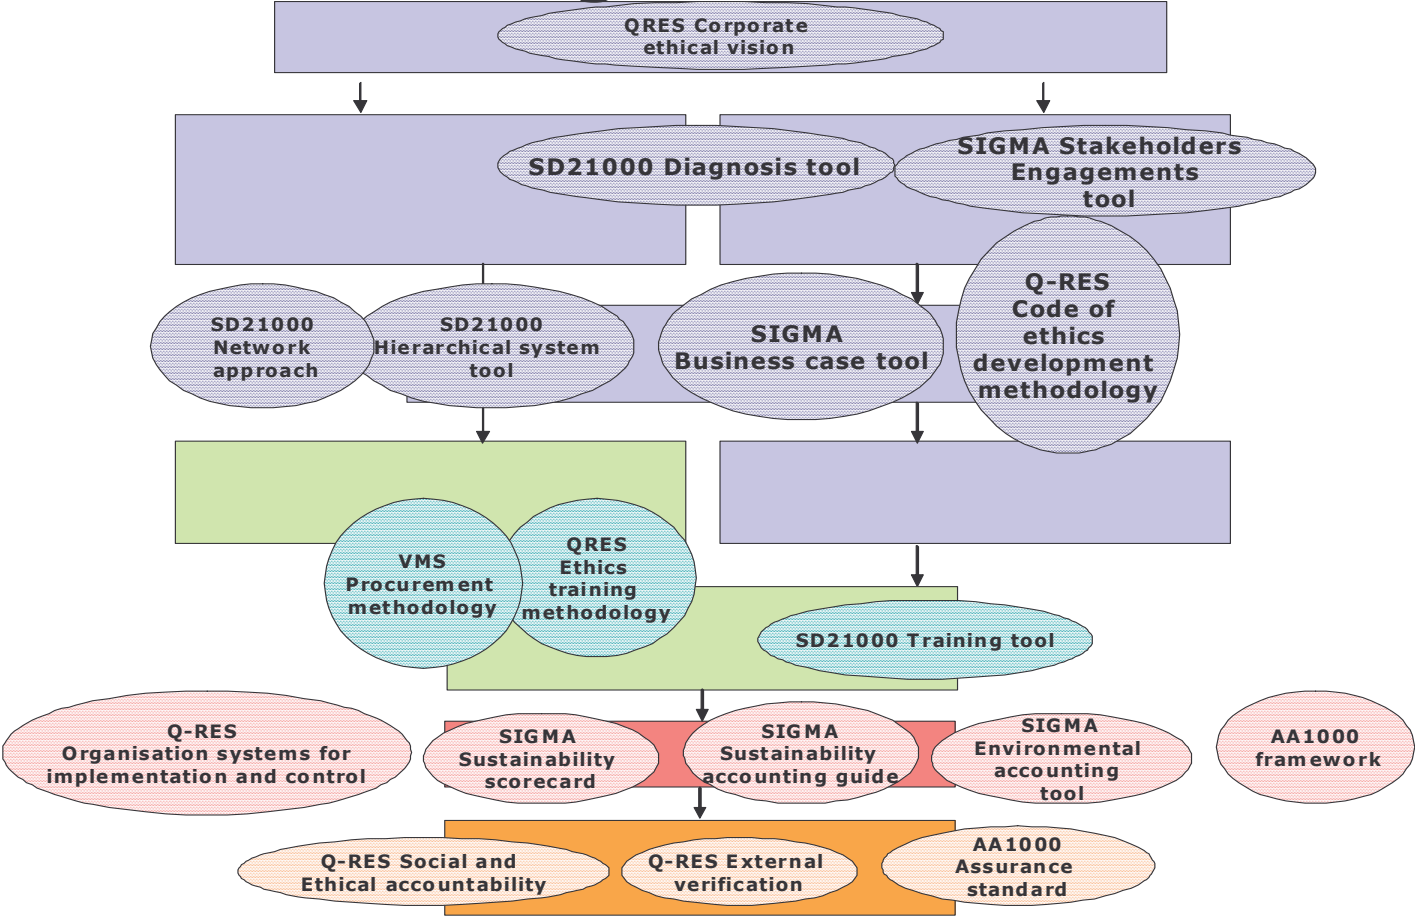 QRES Corporate
ethical vision
SD21000 Diagnosis tool
SIGMA Stakeholders
Engagements
tool
SD21000
Network
approach
SD21000
Hierarchical system
tool
SIGMA
Business case tool
Q-RES
Code of
ethics
development
methodology
VMS
Procurement
methodology
QRES
Ethics
training
methodology
SD21000 Training tool
Q-RES
Organisation systems for
implementation and control
SIGMA
Sustainability
scorecard
SIGMA
Sustainability
accounting guide
SIGMA
Environmental
accounting
tool
AA1000
framework
Q-RES Social and
Ethical accountability
Q-RES External
verification
AA1000
Assurance
standard